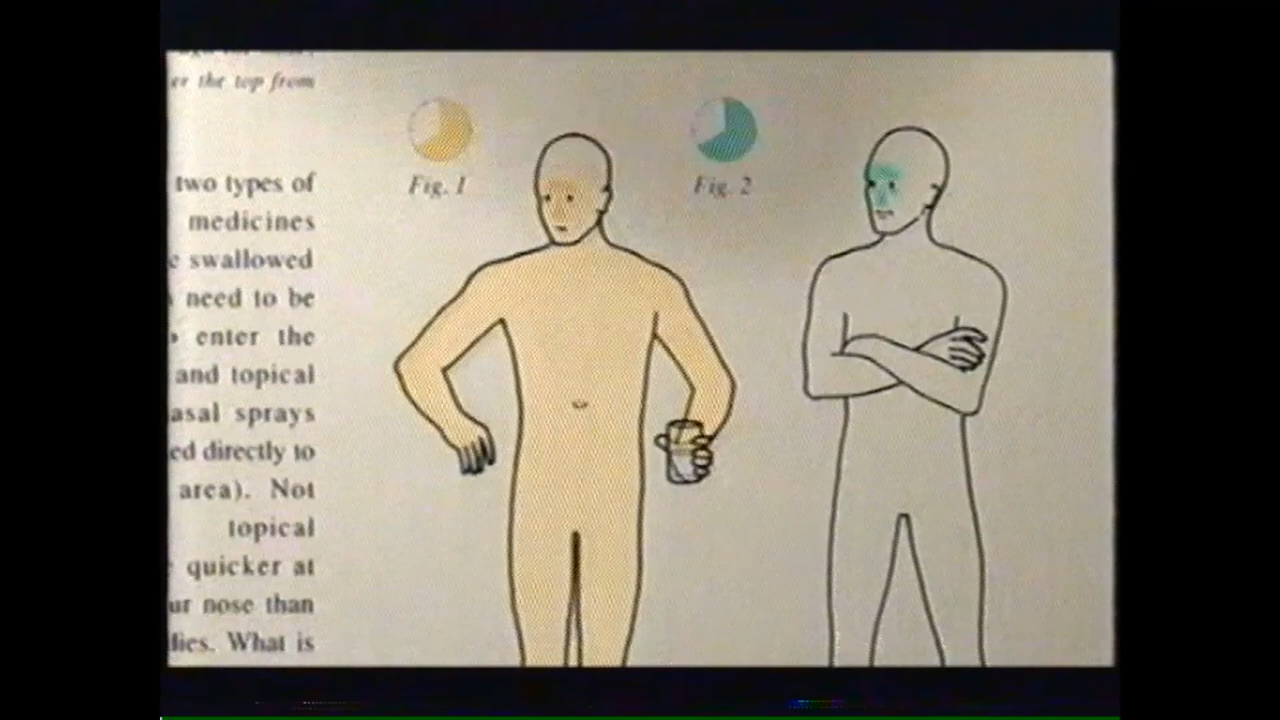 er the top from
two types of
medicines
swallowed
need to be
enter the
and topical
asal sprays
ed directly to
area). Not
topical
quicker at
ur nose than
dies. What is
Fig. 1
Fig. 2